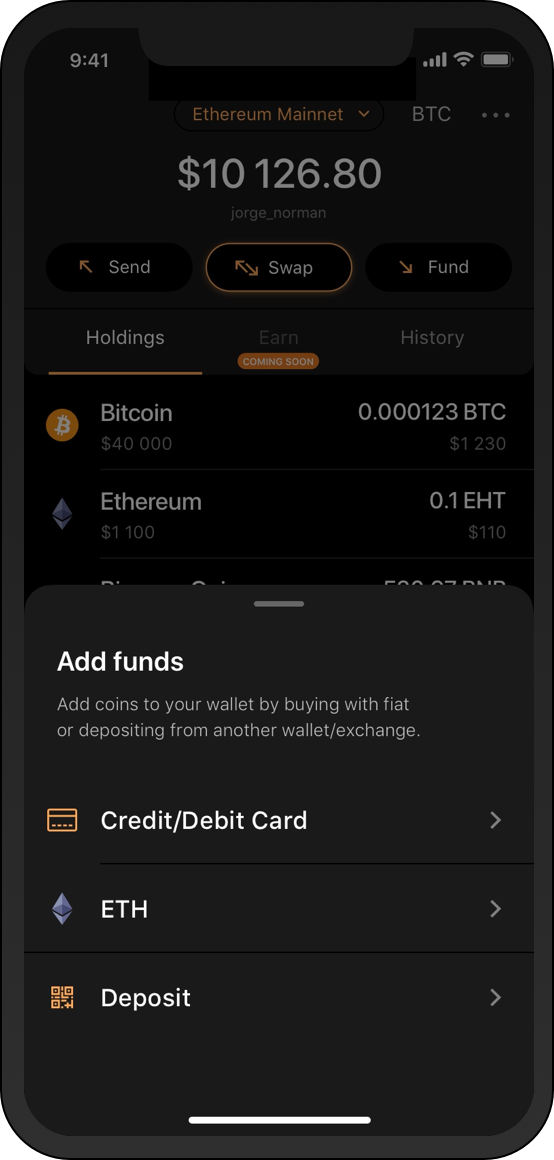 9:41
Ethereum Mainnet
BTC
$10 126.80
jorge_norman
Send
Swap
Fund
Holdings
Earn
History
COMING SOON
Bitcoin
0.000123 BTC
$40 000
$1 230
Ethereum
0.1 EHT
$1 100
$110
Add funds
Add coins to your wallet by buying with fiat
or depositing from another wallet/exchange.
Credit/Debit Card
ETH
Deposit